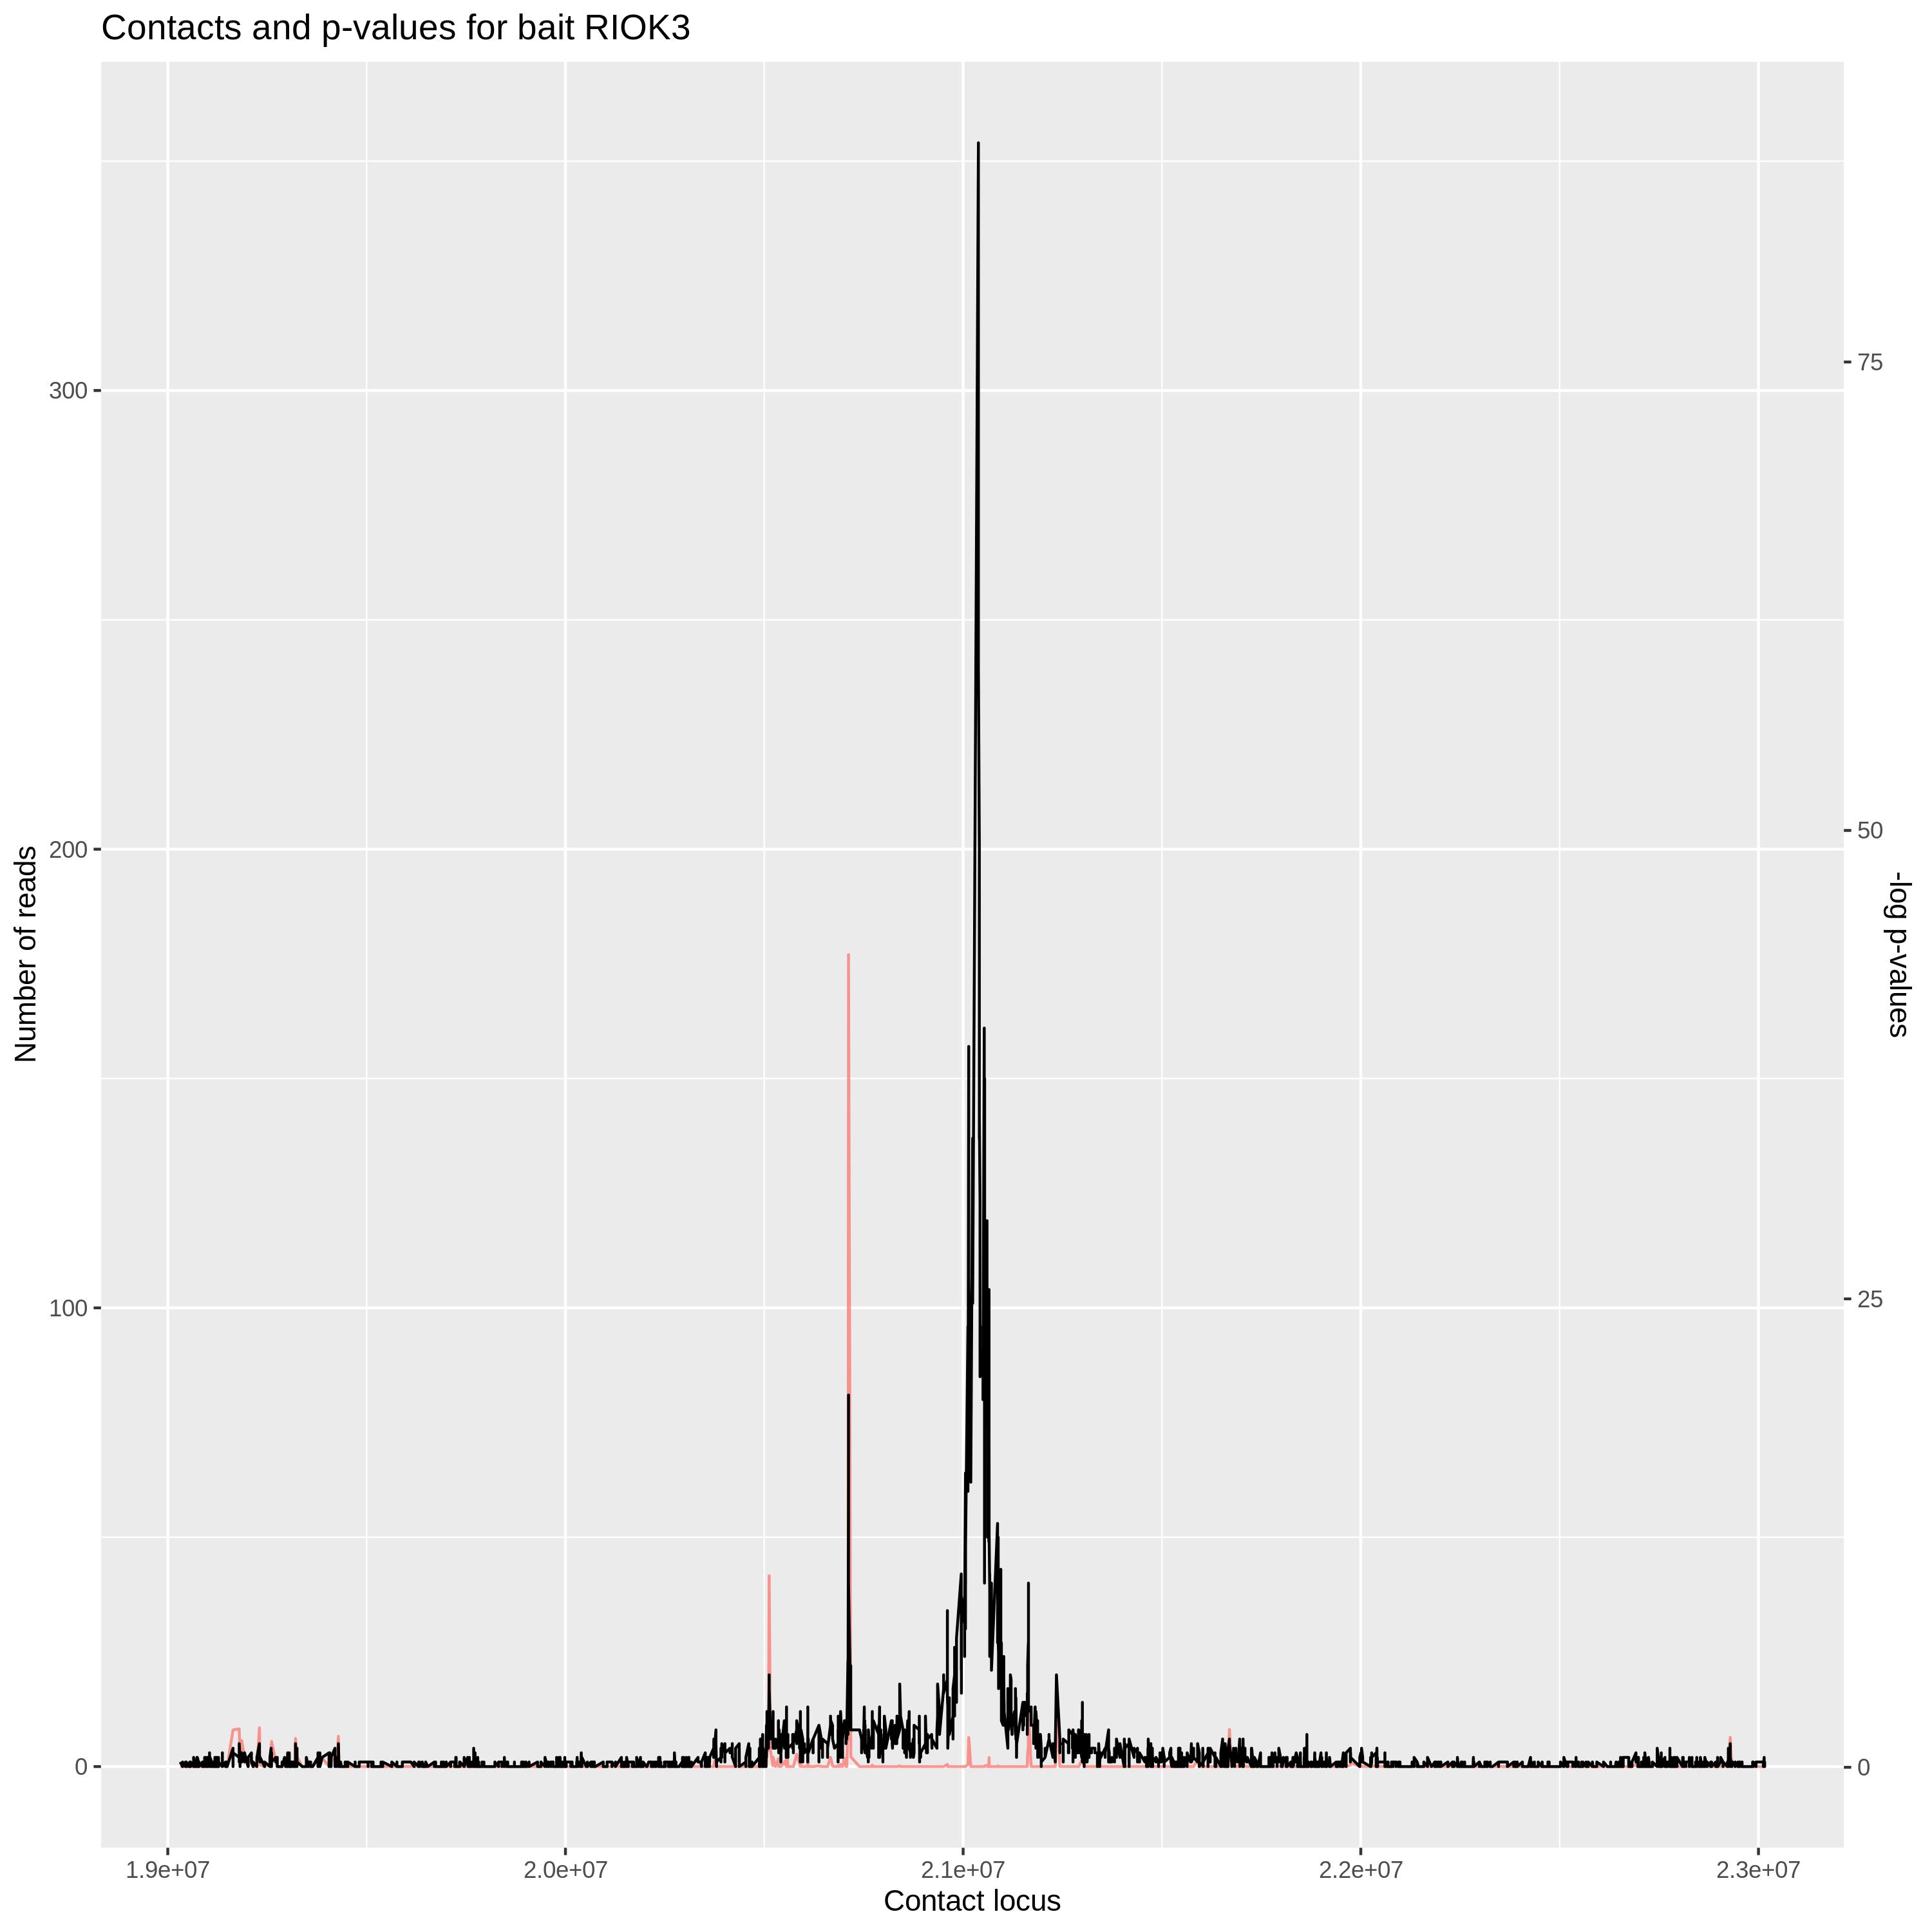 Contacts and p-values for bait RIOK3
Number of reads
300
200
100
0
75
50
25
0
-log p-values
1.9e+07 2.0e+07 2.1e+07 2.2e+07 2.3e+07
Contact locus